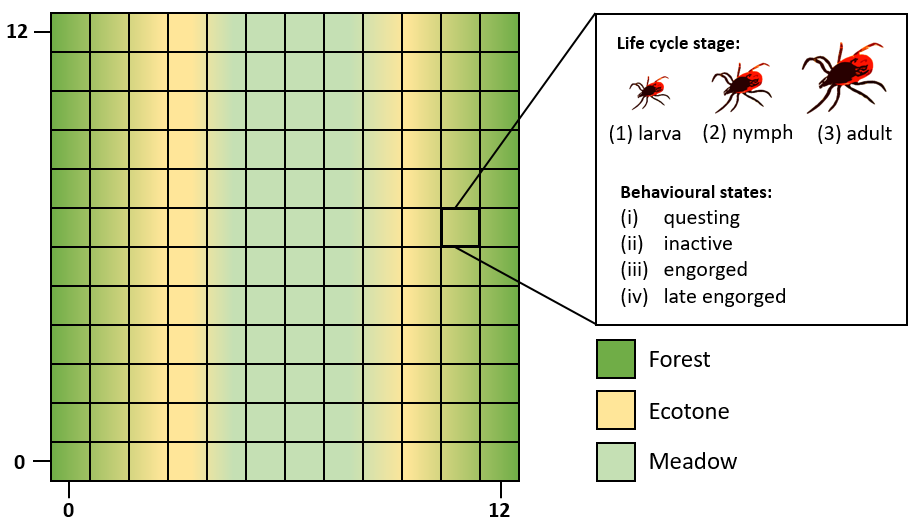 12
0
0
12
Life cycle stage:
(1) larva
(2) nymph
(3) adult
Behavioural states:
(i) questing
(ii) inactive
(iii) engorged
(iv) late engorged
Forest
Ecotone
Meadow